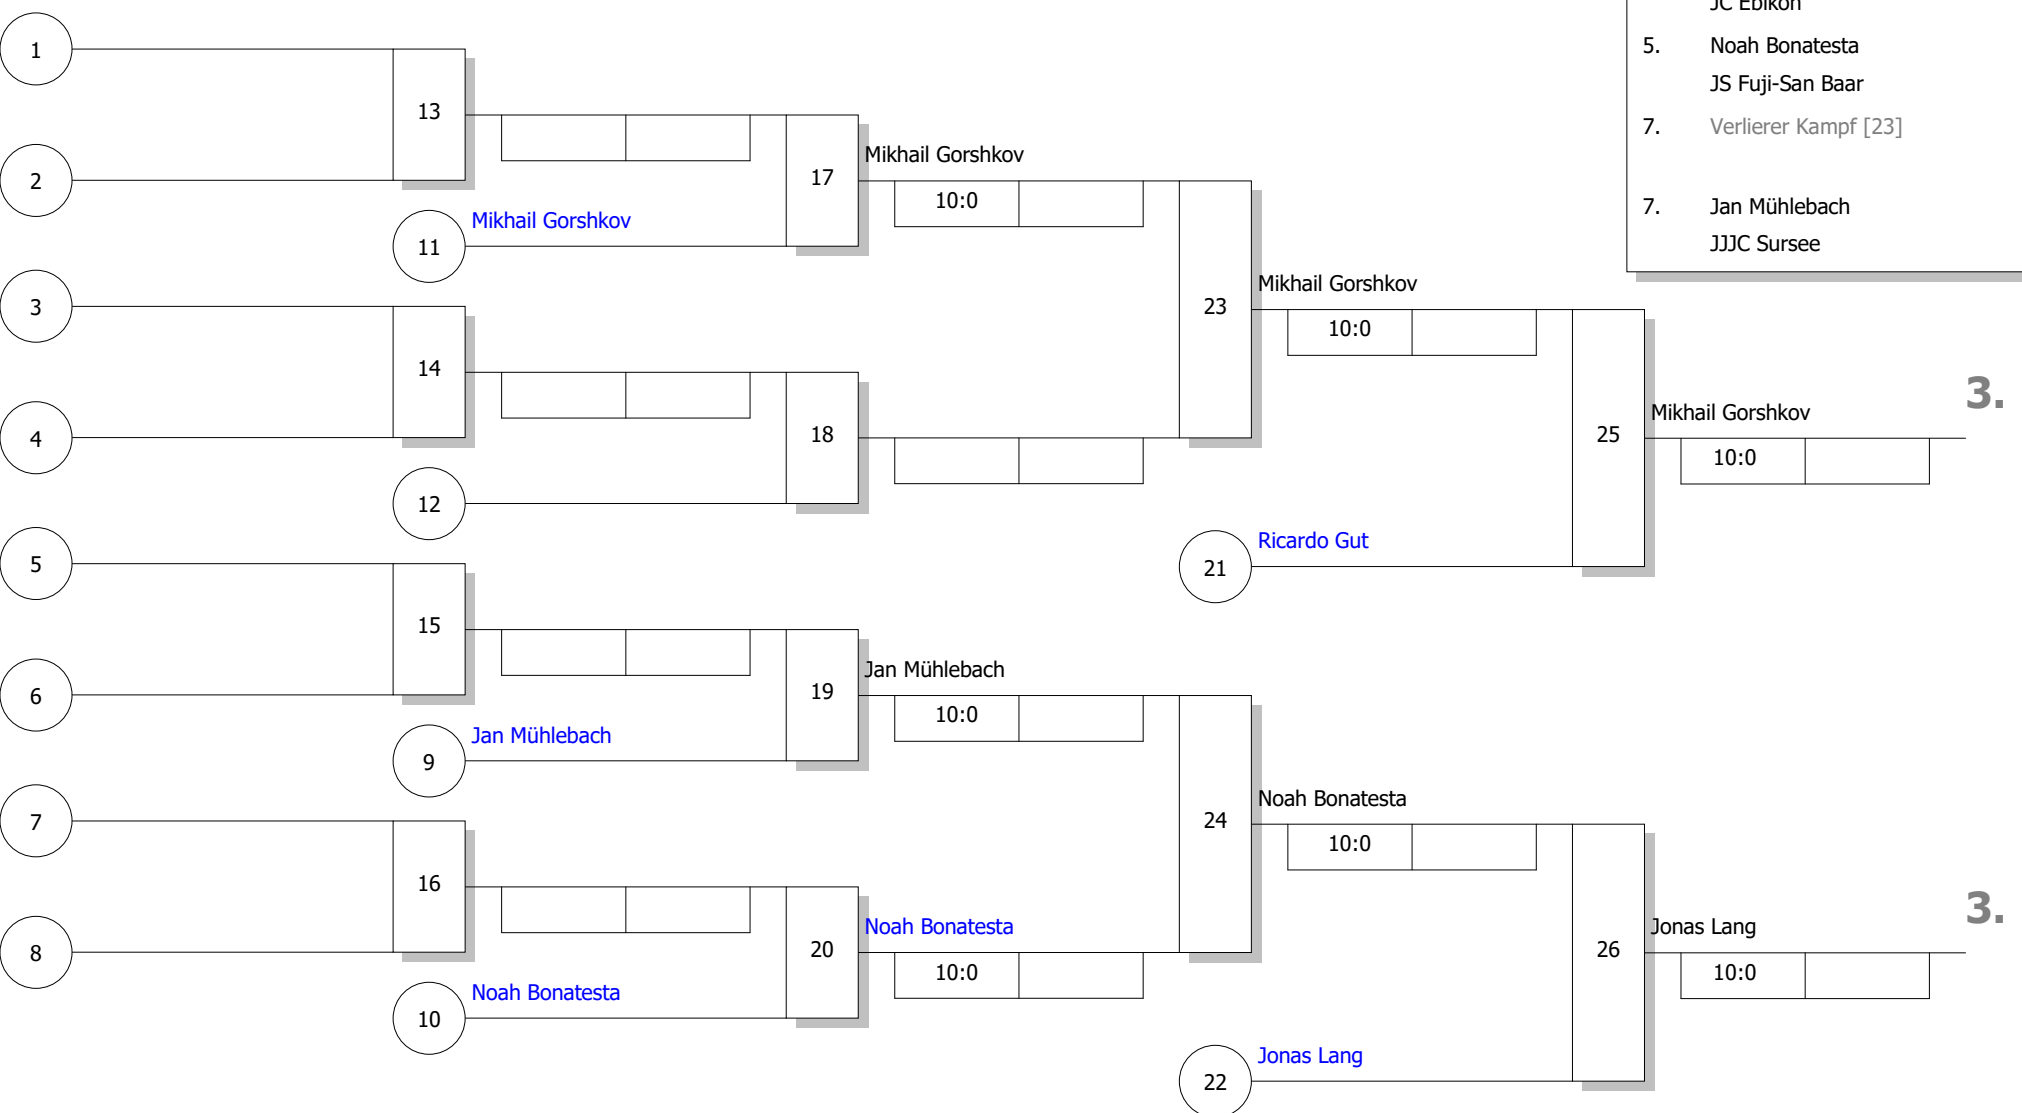 JC Ebikon
5. Noah Bonatesta
JS Fuji-San Baar
7. Verlierer Kampf [23]
7. Jan Mühlebach
JJJC Sursee
1
13
2
17
Mikhail Gorshkov
10:0
11
Mikhail Gorshkov
3
23
Mikhail Gorshkov
10:0
14
4
18
25
Mikhail Gorshkov
3.
10:0
12
5
21
Ricardo Gut
15
6
19
Jan Mühlebach
10:0
9
Jan Mühlebach
7
24
Noah Bonatesta
10:0
16
8
20
Noah Bonatesta
10:0
26
Jonas Lang
3.
10:0
10
Noah Bonatesta
22
Jonas Lang